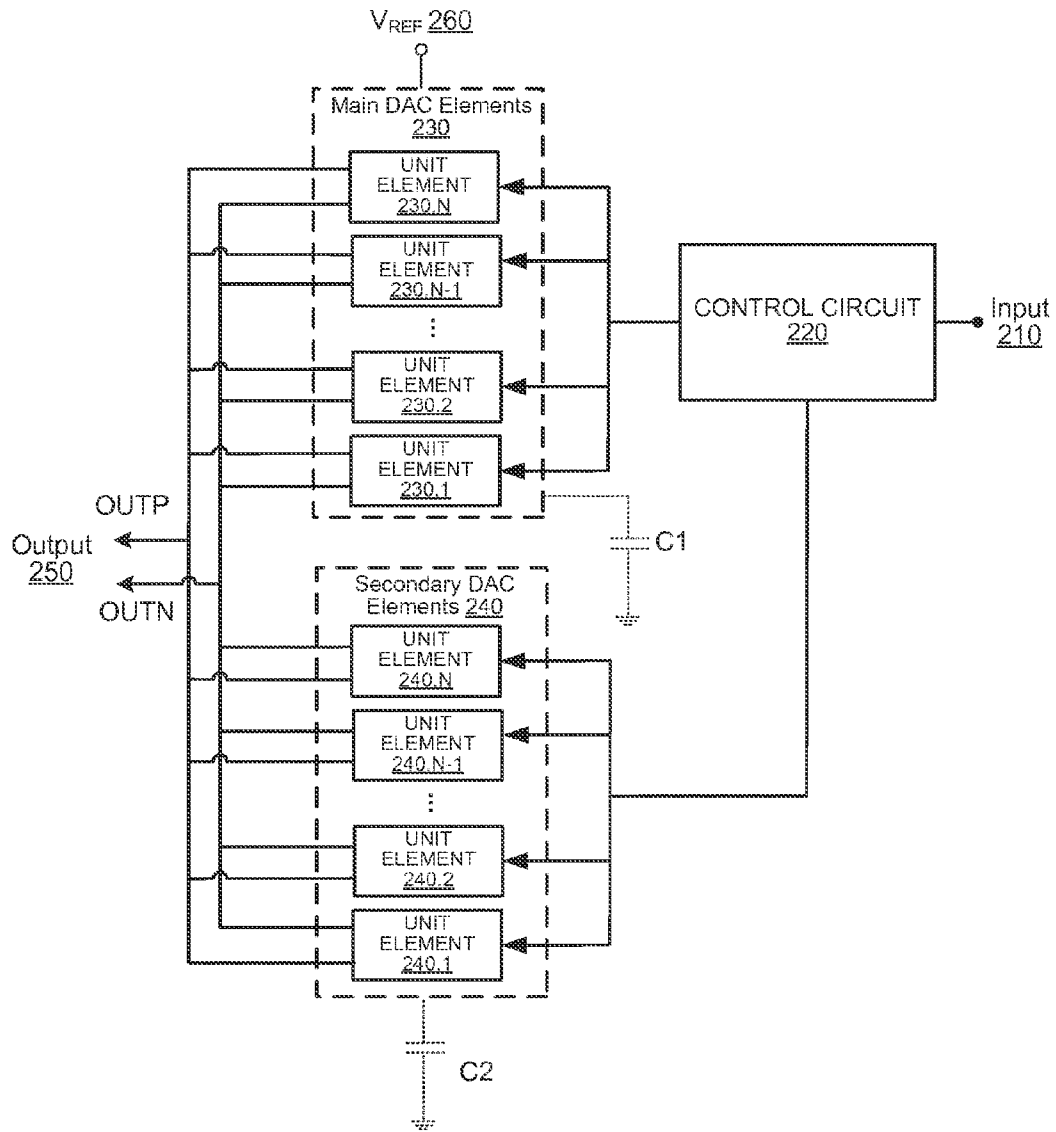 VREF 260
Main DAC Elements
230
UNIT
ELEMENT
230.N
UNIT
ELEMENT
230.N-1
...
UNIT
ELEMENT
230.2
UNIT
ELEMENT
230.1
CONTROL CIRCUIT
220
Input
210
C1
OUTP
Output
250
OUTN
Secondary DAC
Elements 240
UNIT
ELEMENT
240.N
UNIT
ELEMENT
240.N-1
...
UNIT
ELEMENT
240.2
UNIT
ELEMENT
240.1
C2